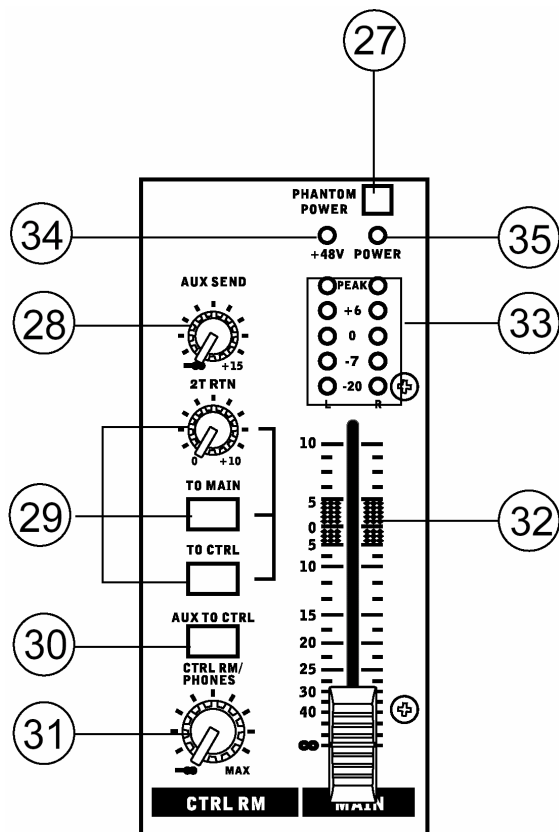 27
PHANTOM
POWER
34
35
+48V POWER
AUX SEND
PEAK
28
+6
33
0
-∞ +15
-7
2T RTN
-20
L R
10
0 +10
TO MAIN
5
29
0
32
5
TO CTRL
10
AUX TO CTRL
15
30
20
CTRL RM/
PHONES
25
30
31
40
∞
-∞ MAX
CTRL RM
MAIN